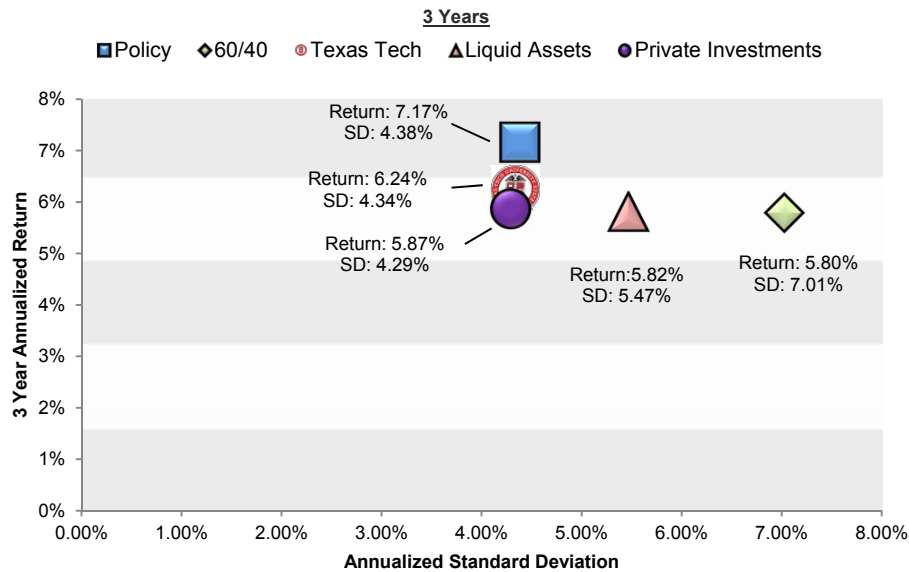 3 Years
Policy 60/40 Texas Tech Liquid Assets Private Investments
8%
7%
6%
5%
4%
3%
2%
1%
0%
3 Year Annualized Return
Return: 7.17%
SD: 4.38%
Return: 6.24%
SD: 4.34%
Return: 5.87%
SD: 4.29%
Return:5.82%
SD: 5.47%
Return: 5.80%
SD: 7.01%
0.00% 1.00% 2.00% 3.00% 4.00% 5.00% 6.00% 7.00% 8.00%
Annualized Standard Deviation